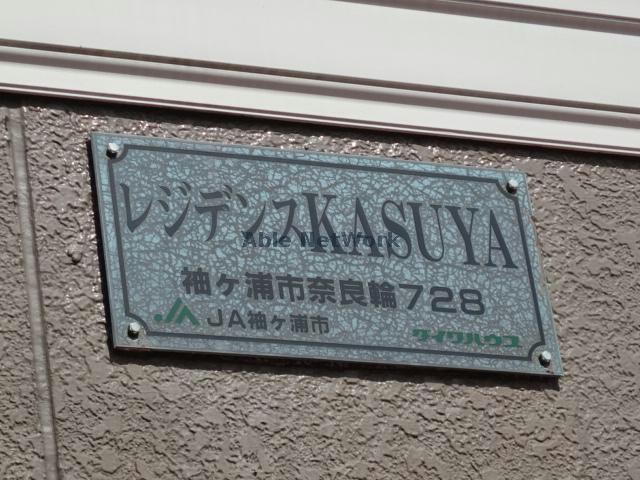 レジデンスKASUYA
Able Network
袖ヶ浦市奈良輪728
JA JA袖ヶ浦市
ダイワハウス